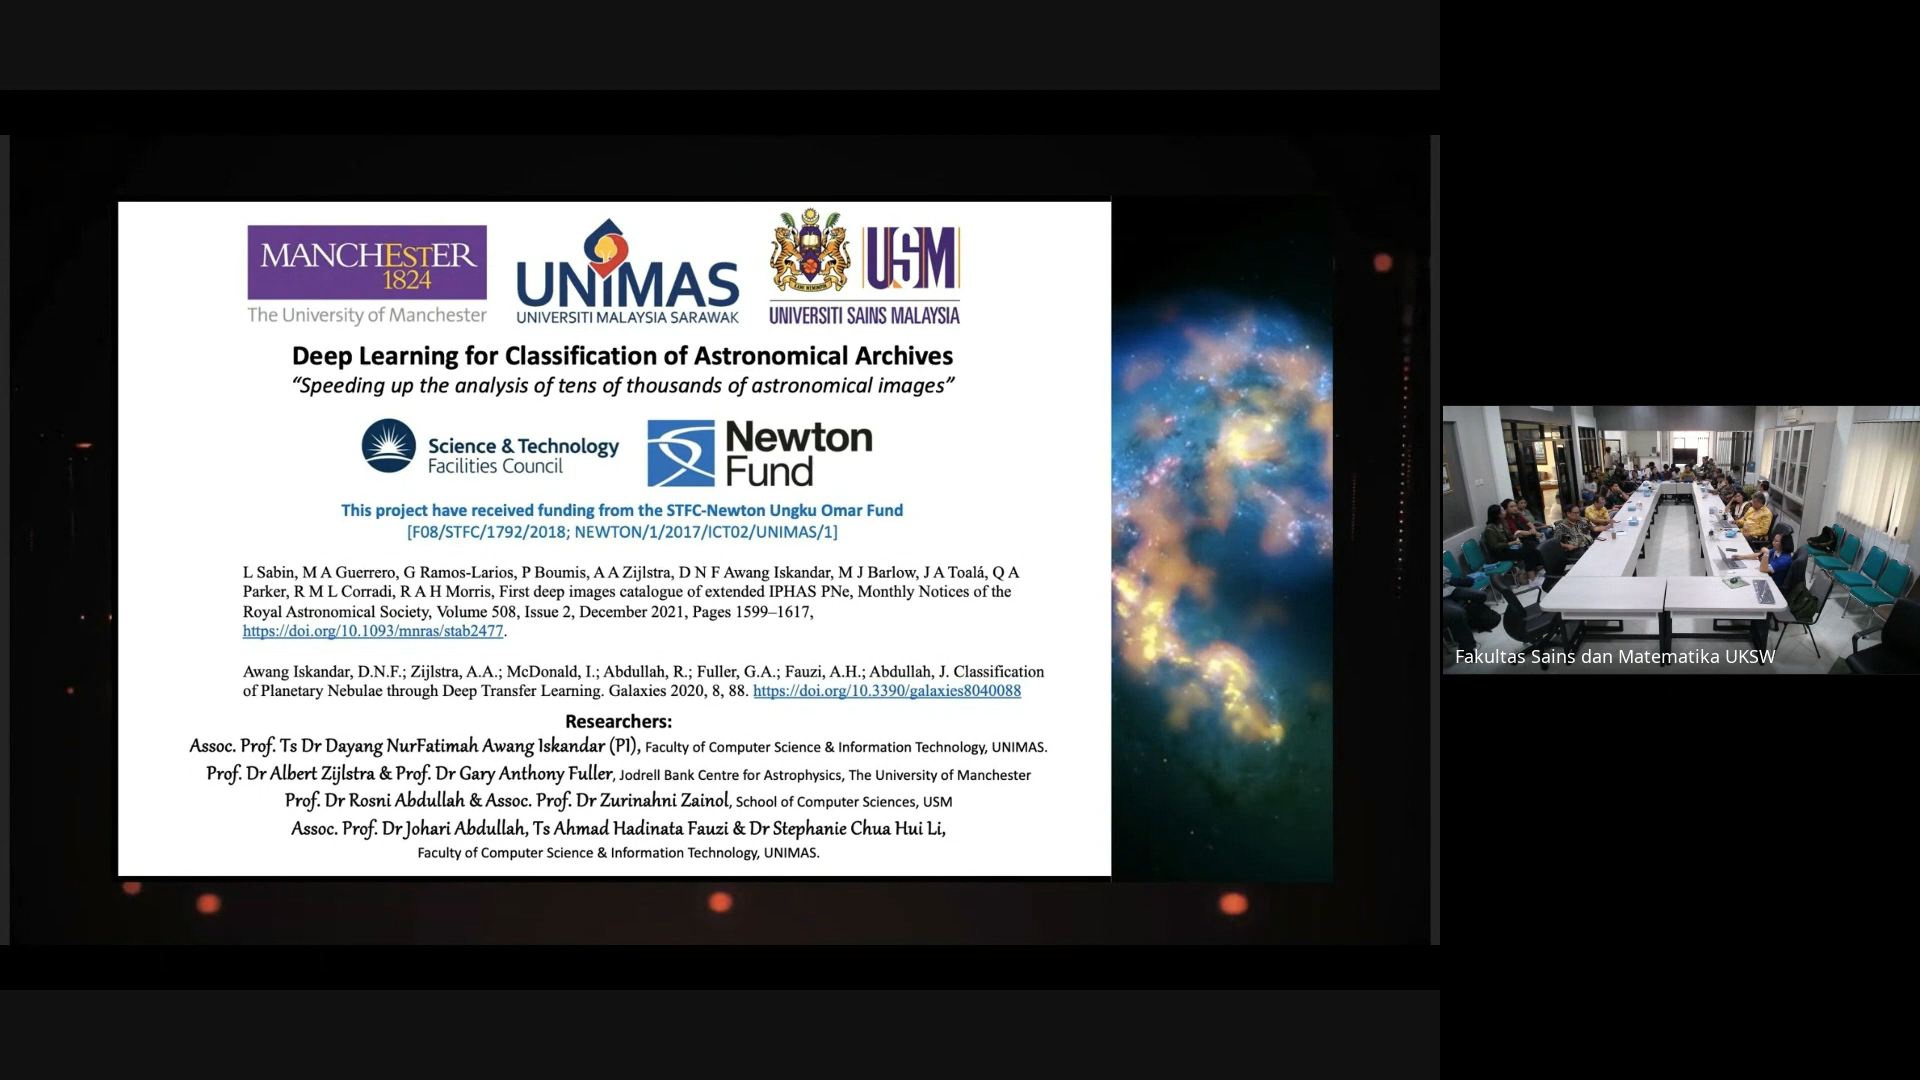 MANCHESTER
1824
The University of Manchester
UNIMAS
UNIVERSITI MALAYSIA SARAWAK
USM
UNIVERSITI SAINS MALAYSIA
Deep Learning for Classification of Astronomical Archives
“Speeding up the analysis of tens of thousands of astronomical images”
Science & Technology
Facilities Council
Newton
Fund
This project have received funding from the STFC-Newton Ungku Omar Fund
[F08/STFC/1792/2018; NEWTON/1/2017/ICT02/UNIMAS/1]
L Sabin, M A Guerrero, G Ramos-Larios, P Boumis, A A Zijlstra, D N F Awang Iskandar, M J Barlow, J A Toalá, Q A
Parker, R M L Corradi, R A H Morris, First deep images catalogue of extended IPHAS PNe, Monthly Notices of the
Royal Astronomical Society, Volume 508, Issue 2, December 2021, Pages 1599–1617,
https://doi.org/10.1093/mnras/stab2477.
Awang Iskandar, D.N.F.; Zijlstra, A.A.; McDonald, I.; Abdullah, R.; Fuller, G.A.; Fauzi, A.H.; Abdullah, J. Classification
of Planetary Nebulae through Deep Transfer Learning. Galaxies 2020, 8, 88. https://doi.org/10.3390/galaxies8040088
Researchers:
Assoc. Prof. Ts Dr Dayang NurFatimah Awang Iskandar (PI), Faculty of Computer Science & Information Technology, UNIMAS.
Prof. Dr Albert Zijlstra & Prof. Dr Gary Anthony Fuller, Jodrell Bank Centre for Astrophysics, The University of Manchester
Prof. Dr Rosni Abdullah & Assoc. Prof. Dr Zurinahni Zainol, School of Computer Sciences, USM
Assoc. Prof. Dr Johari Abdullah, Ts Ahmad Hadinata Fauzi & Dr Stephanie Chua Hui Li,
Faculty of Computer Science & Information Technology, UNIMAS.
Fakultas Sains dan Matematika UKSW